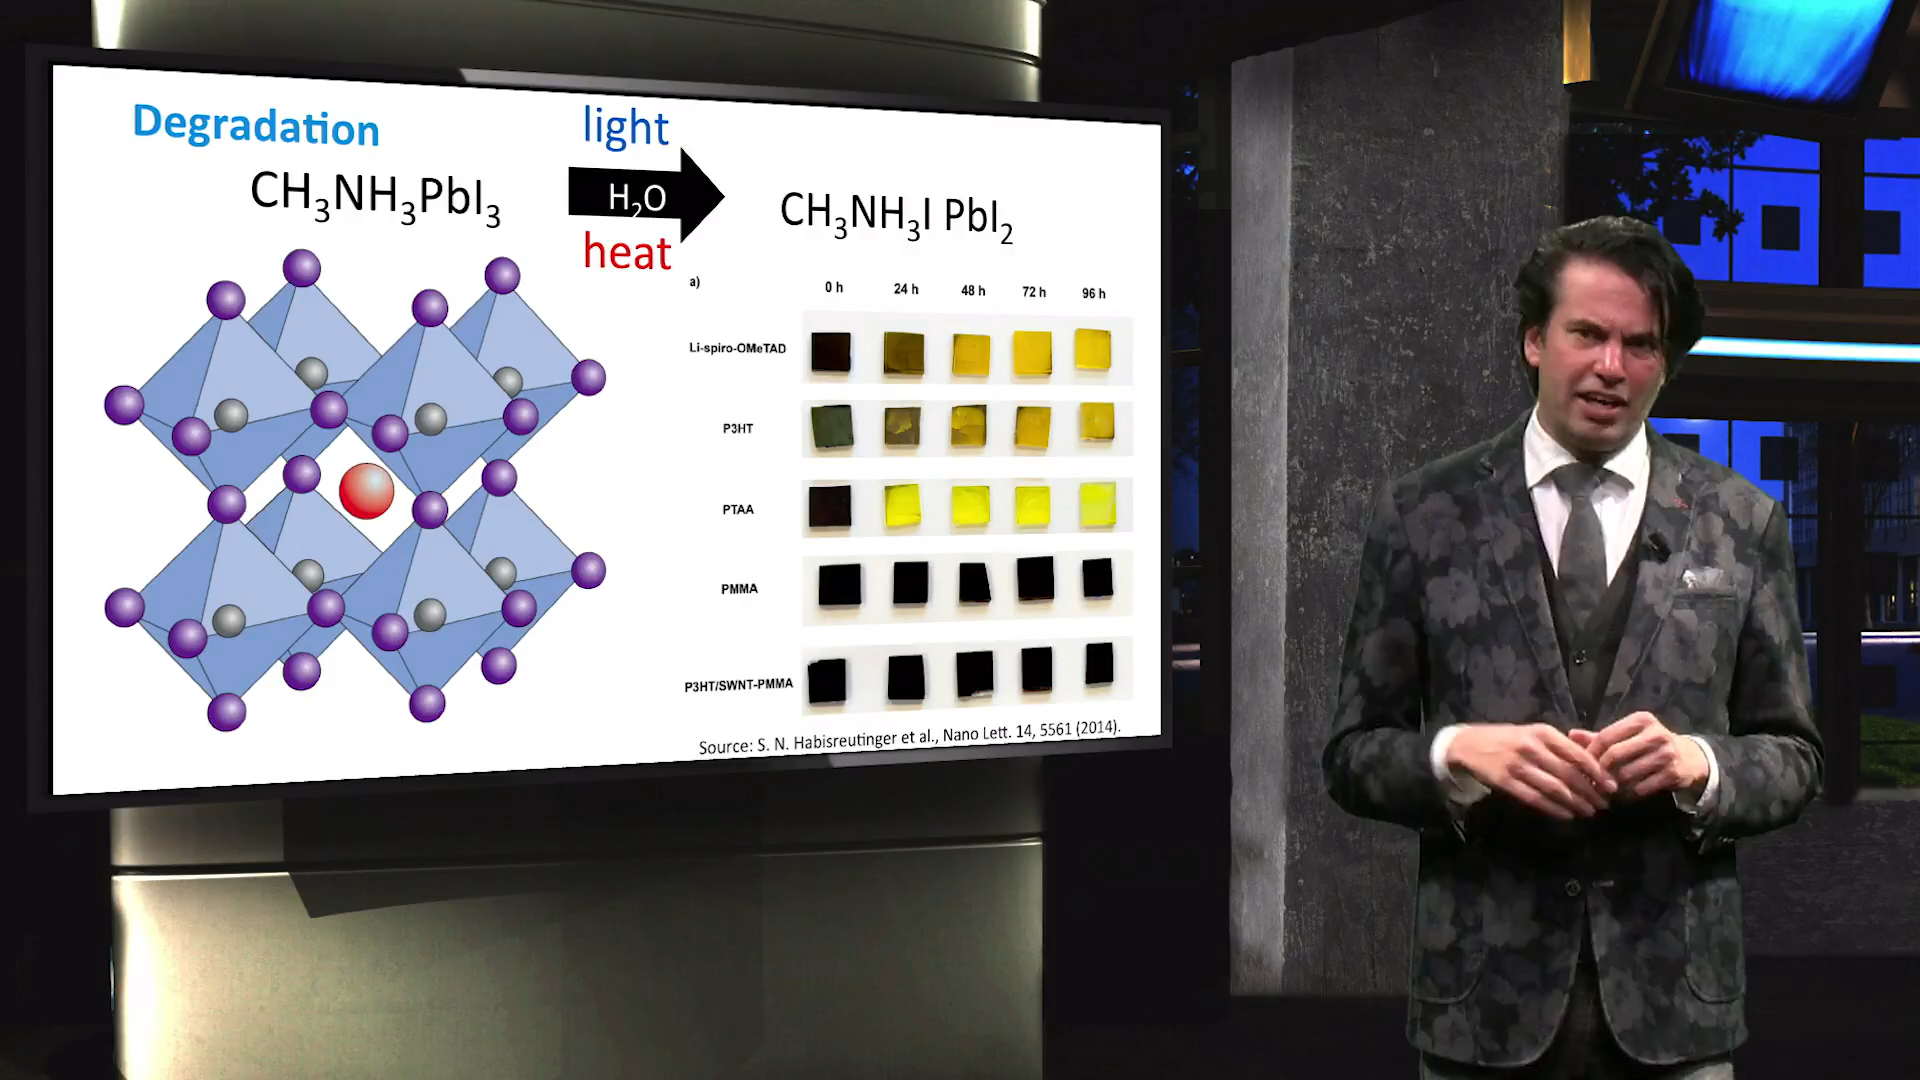 Degradation
CH₃NH₃PbI₃
light
H₂O
heat
CH₃NH₃I PbI₂
a)
0 h 24 h 48 h 72 h 96 h
Li-spiro-OMeTAD
P3HT
PTAA
PMMA
P3HT/SWNT-PMMA
Source: S. N. Habisreutinger et al., Nano Lett. 14, 5561 (2014).